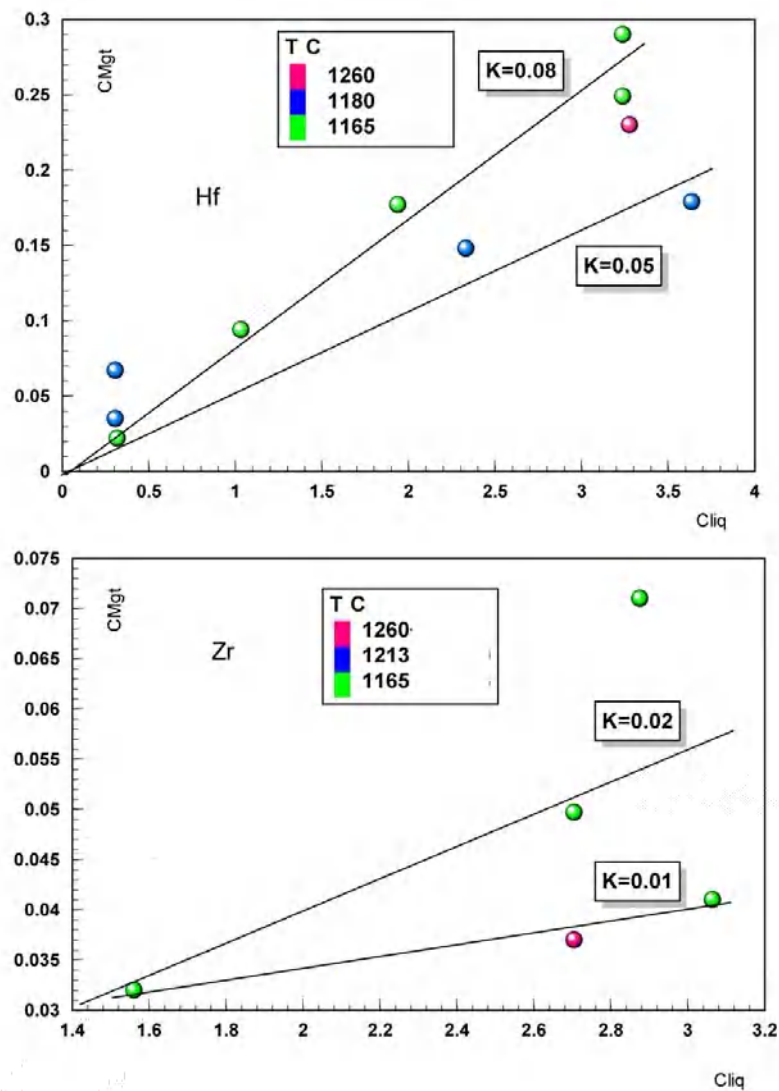 0.3
CMgt
T C
1260
1180
1165
K=0.08
0.25
0.2
Hf
0.15
K=0.05
0.1
0.05
0
0 0.5 1 1.5 2 2.5 3 3.5 4
Cliq
0.075
CMgt
T C
1260
1213
1165
0.07
Zr
0.065
0.06
K=0.02
0.055
0.05
0.045
K=0.01
0.04
0.035
0.03
1.4 1.6 1.8 2 2.2 2.4 2.6 2.8 3 3.2
Cliq